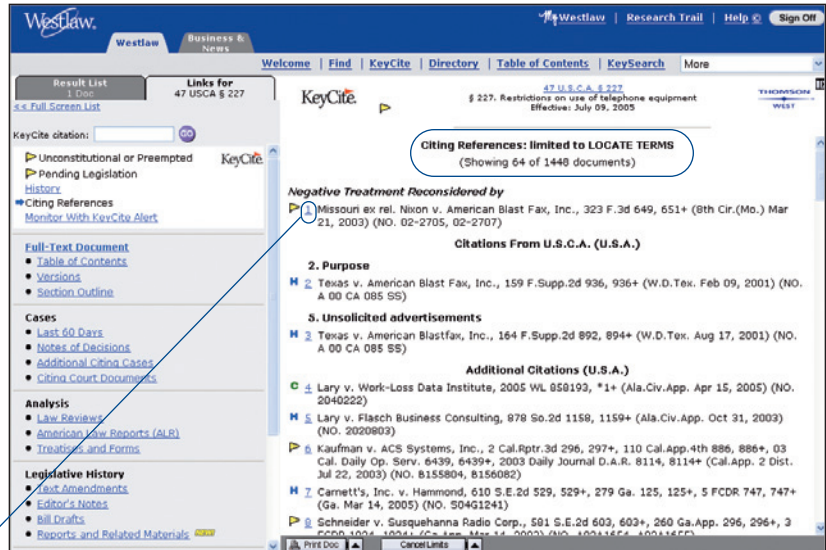 Westlaw.
My Westlaw | Research Trail | Help | Sign Off
Westlaw
Business & News
Welcome | Find | KeyCite | Directory | Table of Contents | KeySearch More
Result List
1 Doc
Links for
47 USCA § 227
<< Full Screen List
KeyCite citation: GO
Unconstitutional or Preempted
KeyCite
Pending Legislation
History
Citing References
Monitor With KeyCite Alert
Full-Text Document
Table of Contents
Versions
Section Outline
Cases
Last 60 Days
Notes of Decisions
Additional Citing Cases
Citing Court Documents
Analysis
Law Reviews
American Law Reports (ALR)
Treatises and Forms
Legislative History
Text Amendments
Editor's Notes
Bill Drafts
Reports and Related Materials
KeyCite.
47 U.S.C.A. § 227
§ 227. Restrictions on use of telephone equipment
Effective: July 09, 2005
THOMSON
WEST
Citing References: limited to LOCATE TERMS
(Showing 64 of 1448 documents)
Negative Treatment Reconsidered by
1 Missouri ex rel. Nixon v. American Blast Fax, Inc., 323 F.3d 649, 651+ (8th Cir.(Mo.) Mar
21, 2003) (NO. 02-2705, 02-2707)
Citations From U.S.C.A. (U.S.A.)
2. Purpose
H 2 Texas v. American Blast Fax, Inc., 159 F.Supp.2d 936, 936+ (W.D.Tex. Feb 09, 2001) (NO.
A 00 CA 085 SS)
5. Unsolicited advertisements
H 3 Texas v. American Blastfax, Inc., 164 F.Supp.2d 892, 894+ (W.D.Tex. Aug 17, 2001) (NO.
A 00 CA 085 SS)
Additional Citations (U.S.A.)
C 4 Lary v. Work-Loss Data Institute, 2005 WL 858193, *1+ (Ala.Civ.App. Apr 15, 2005) (NO.
2040222)
H 5 Lary v. Flasch Business Consulting, 878 So.2d 1158, 1159+ (Ala.Civ.App. Oct 31, 2003)
(NO. 2020803)
6 Kaufman v. ACS Systems, Inc., 2 Cal.Rptr.3d 296, 297+, 110 Cal.App.4th 886, 886+, 03
Cal. Daily Op. Serv. 6439, 6439+, 2003 Daily Journal D.A.R. 8114, 8114+ (Cal.App. 2 Dist.
Jul 22, 2003) (NO. B155804, B156082)
H 7 Carnett's, Inc. v. Hammond, 610 S.E.2d 529, 529+, 279 Ga. 125, 125+, 5 FCDR 747, 747+
(Ga. Mar 14, 2005) (NO. S04G1241)
8 Schneider v. Susquehanna Radio Corp., 581 S.E.2d 603, 603+, 260 Ga.App. 296, 296+, 3
Print Doc
Cancel Limits